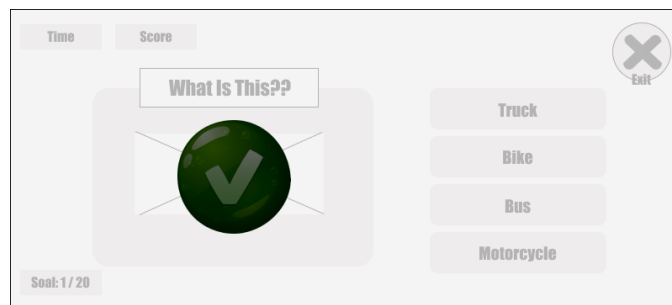 Time
Score
Exit
What Is This??
Truck
Bike
Bus
Motorcycle
Soal: 1 / 20